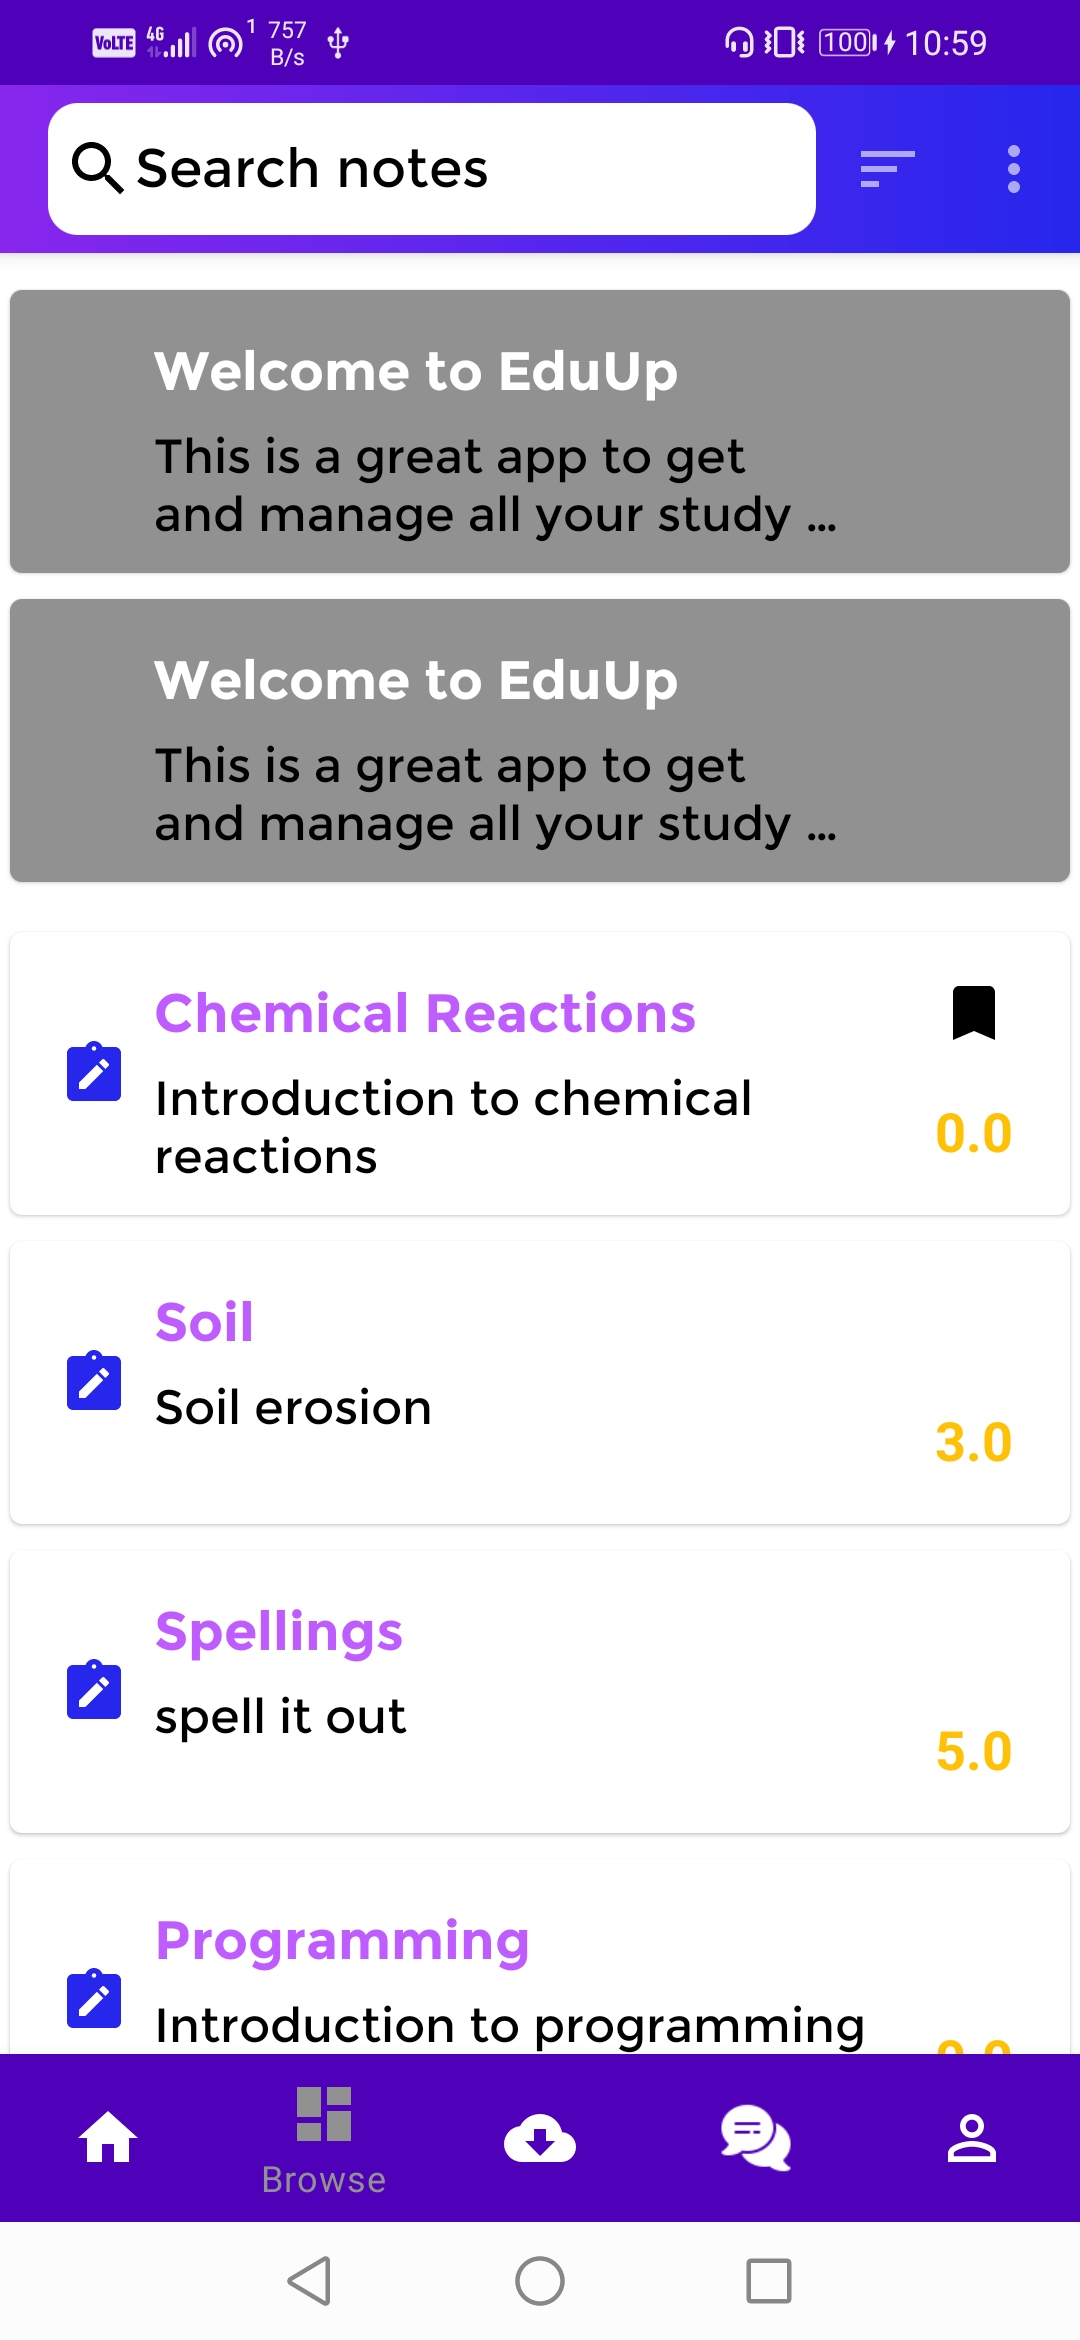 VoLTE 4G 1 757 B/s 100 10:59
Search notes
Welcome to EduUp
This is a great app to get
and manage all your study ...
Welcome to EduUp
This is a great app to get
and manage all your study ...
Chemical Reactions
Introduction to chemical
reactions
0.0
Soil
Soil erosion
3.0
Spellings
spell it out
5.0
Programming
Introduction to programming
Browse